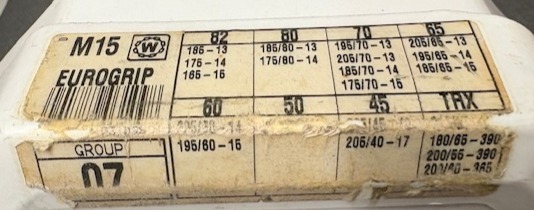 M15 W
EUROGRIP
82 80 70 65
185-13 185/80-13 195/70-13 205/65-13
175-14 175/80-14 205/70-13 195/65-14
165-15 185/70-14 185/65-15
175/70-15
60 50 45 TRX
195/60-15 205/40-17 180/65-390
200/55-390
GROUP
07